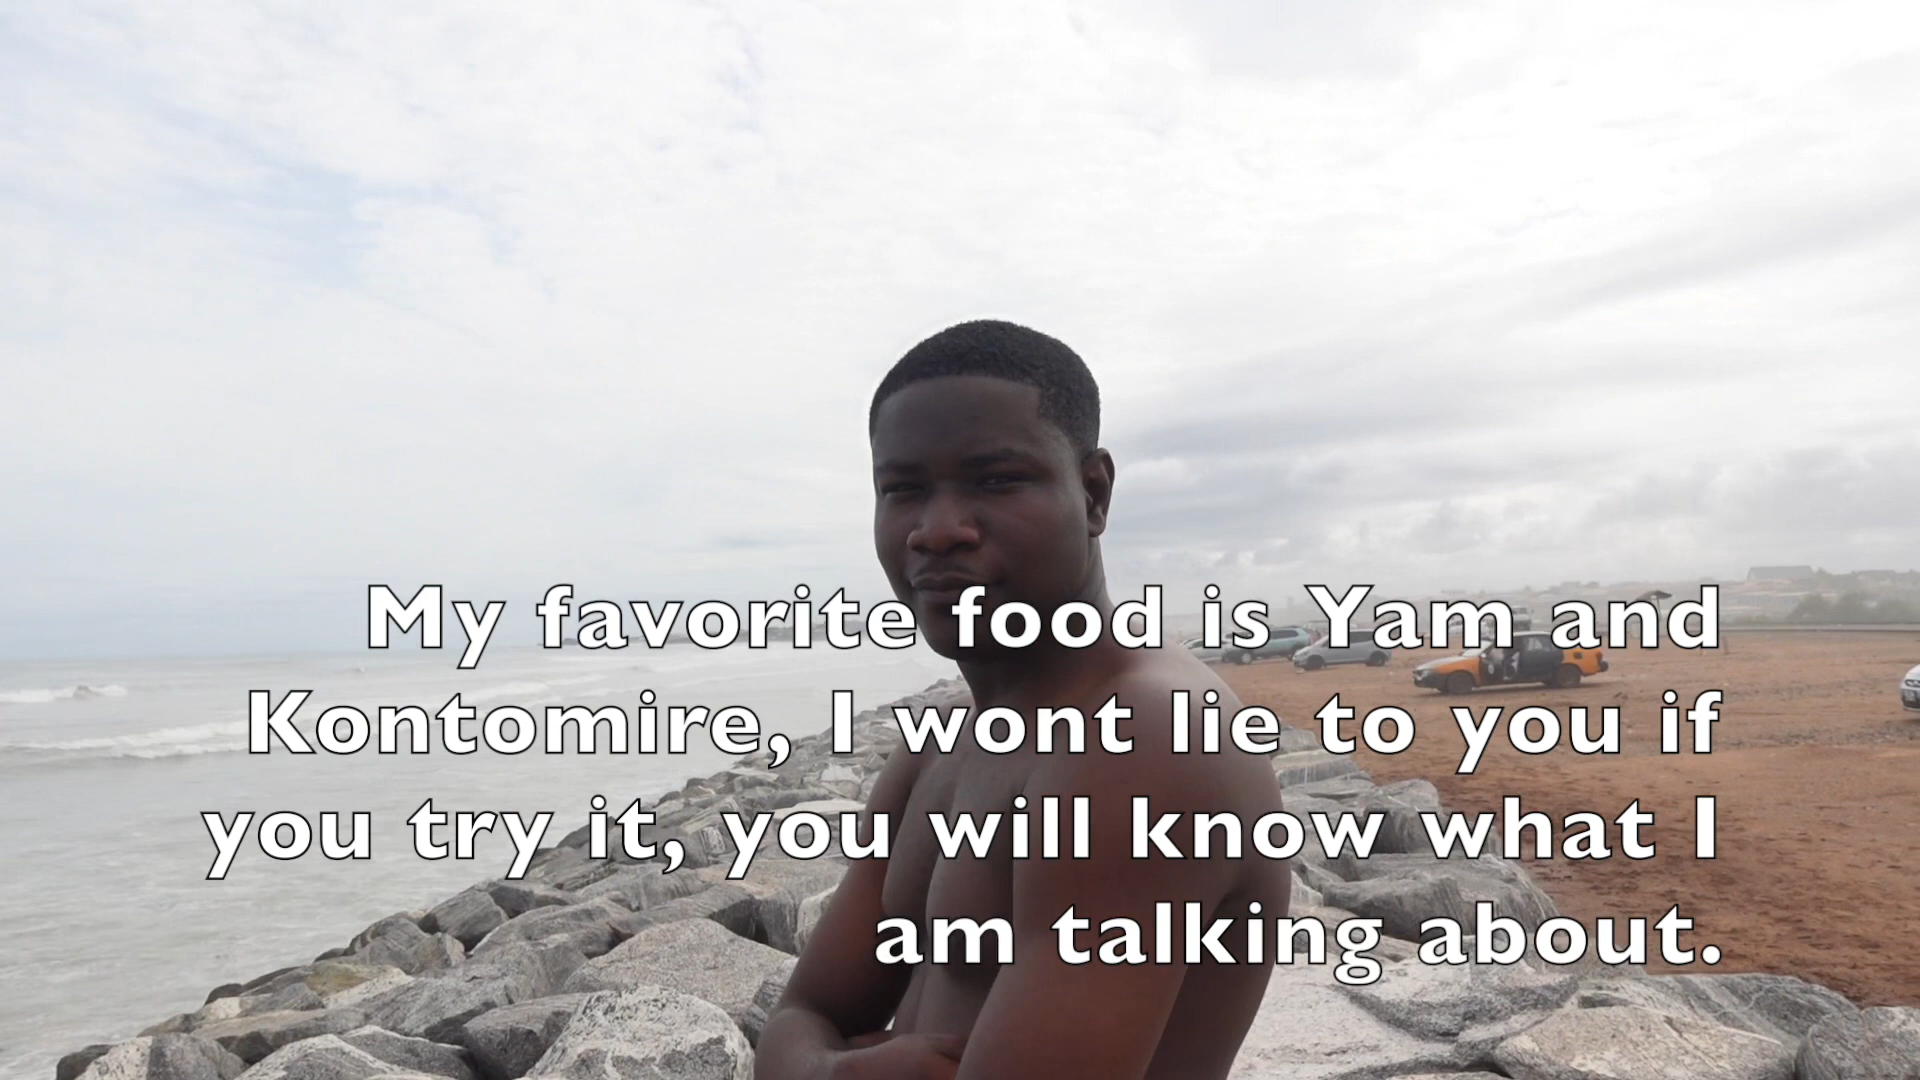 My favorite food is Yam and
Kontomire, I wont lie to you if
you try it, you will know what I
am talking about.